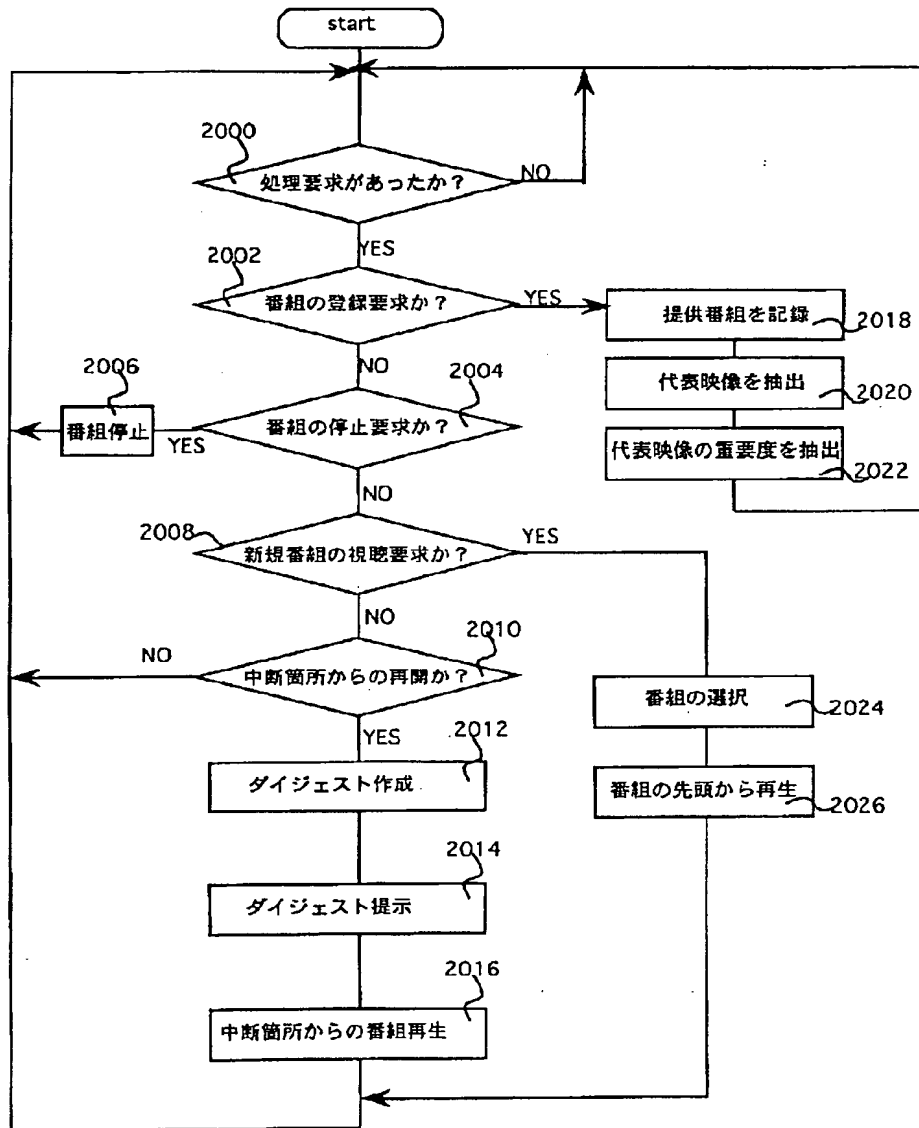 start
2000
処理要求があったか?
NO
YES
2002
番組の登録要求か?
YES
提供番組を記録
2018
NO
代表映像を抽出
2020
2006
2004
番組停止
YES
番組の停止要求か?
代表映像の重要度を抽出
2022
NO
2008
新規番組の視聴要求か?
YES
NO
2010
NO
中断箇所からの再開か?
番組の選択
2024
YES
2012
ダイジェスト作成
番組の先頭から再生
2026
2014
ダイジェスト提示
2016
中断箇所からの番組再生